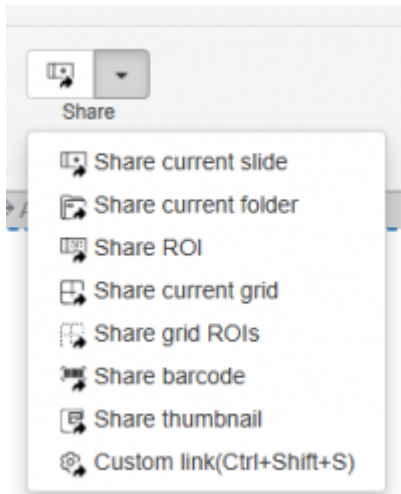 Share
Share current slide
Share current folder
Share ROI
Share current grid
Share grid ROIs
Share barcode
Share thumbnail
Custom link(Ctrl+Shift+S)